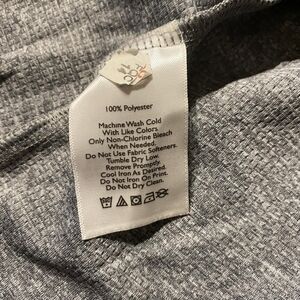 100% Polyester
Machine Wash Cold
With Like Colors
Only Non-Chlorine Bleach
When Needed.
Do Not Use Fabric Softeners.
Tumble Dry Low.
Remove Promptly.
Cool Iron As Desired.
Do Not Iron On Print.
Do Not Dry Clean.